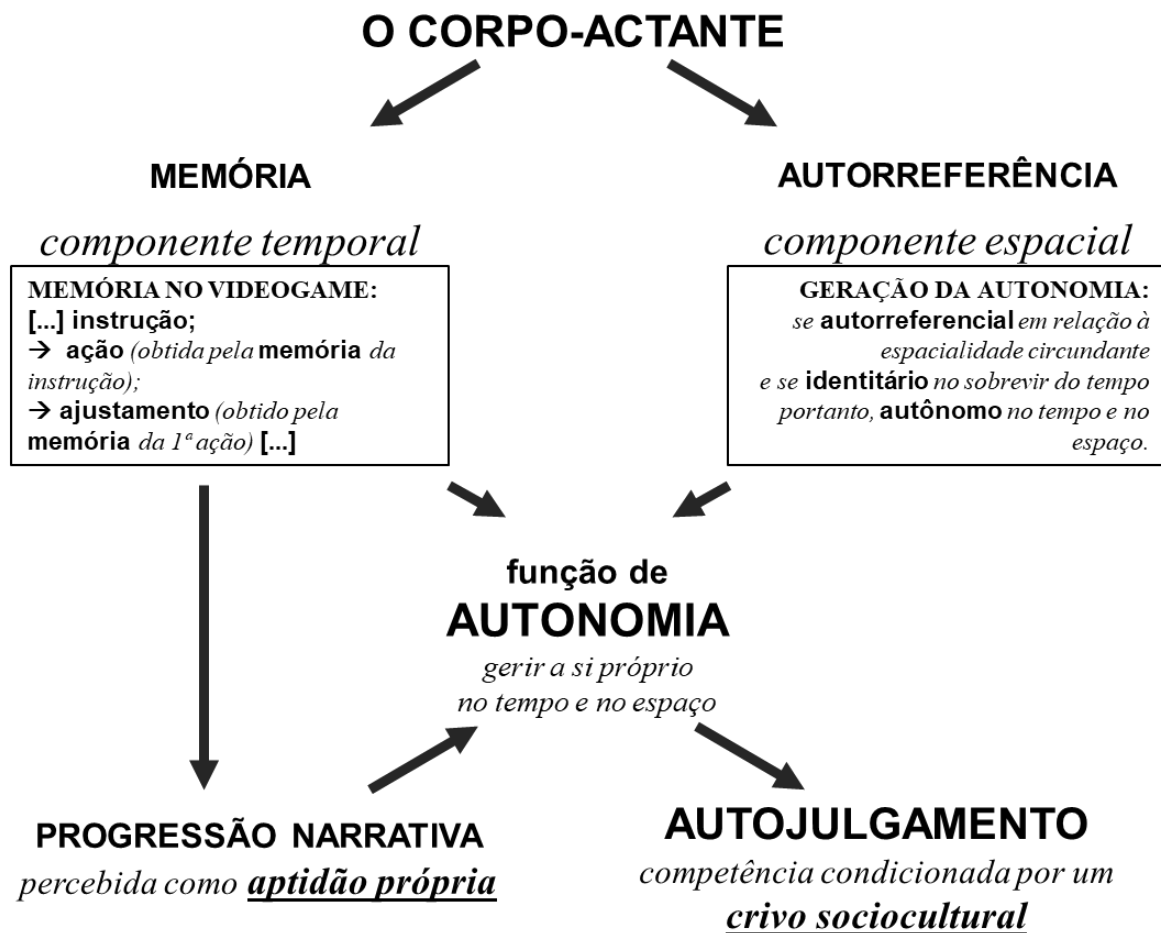 O CORPO-ACTANTE
MEMÓRIA
componente temporal
MEMÓRIA NO VIDEOGAME:
[...] instrução;
→ ação (obtida pela memória da
instrução);
→ ajustamento (obtido pela
memória da 1ª ação) [...]
AUTORREFERÊNCIA
componente espacial
GERAÇÃO DA AUTONOMIA:
se autorreferencial em relação à
espacialidade circundante
e se identitário no sobrevir do tempo
portanto, autônomo no tempo e no
espaço.
função de
AUTONOMIA
gerir a si próprio
no tempo e no espaço
PROGRESSÃO NARRATIVA
percebida como aptidão própria
AUTOJULGAMENTO
competência condicionada por um
crivo sociocultural